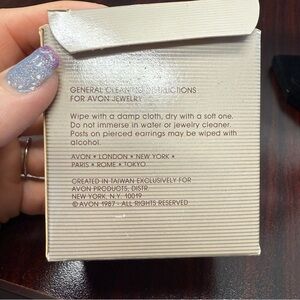 GENERAL CLEANING INSTRUCTIONS
FOR AVON JEWELRY
Wipe with a damp cloth, dry with a soft one.
Do not immerse in water or jewelry cleaner.
Posts on pierced earrings may be wiped with
alcohol.
AVON • LONDON • NEW YORK •
PARIS • ROME • TOKYO
CREATED IN TAIWAN EXCLUSIVELY FOR
AVON PRODUCTS, DISTR.
NEW YORK, N.Y. 10019
© AVON 1987 - ALL RIGHTS RESERVED